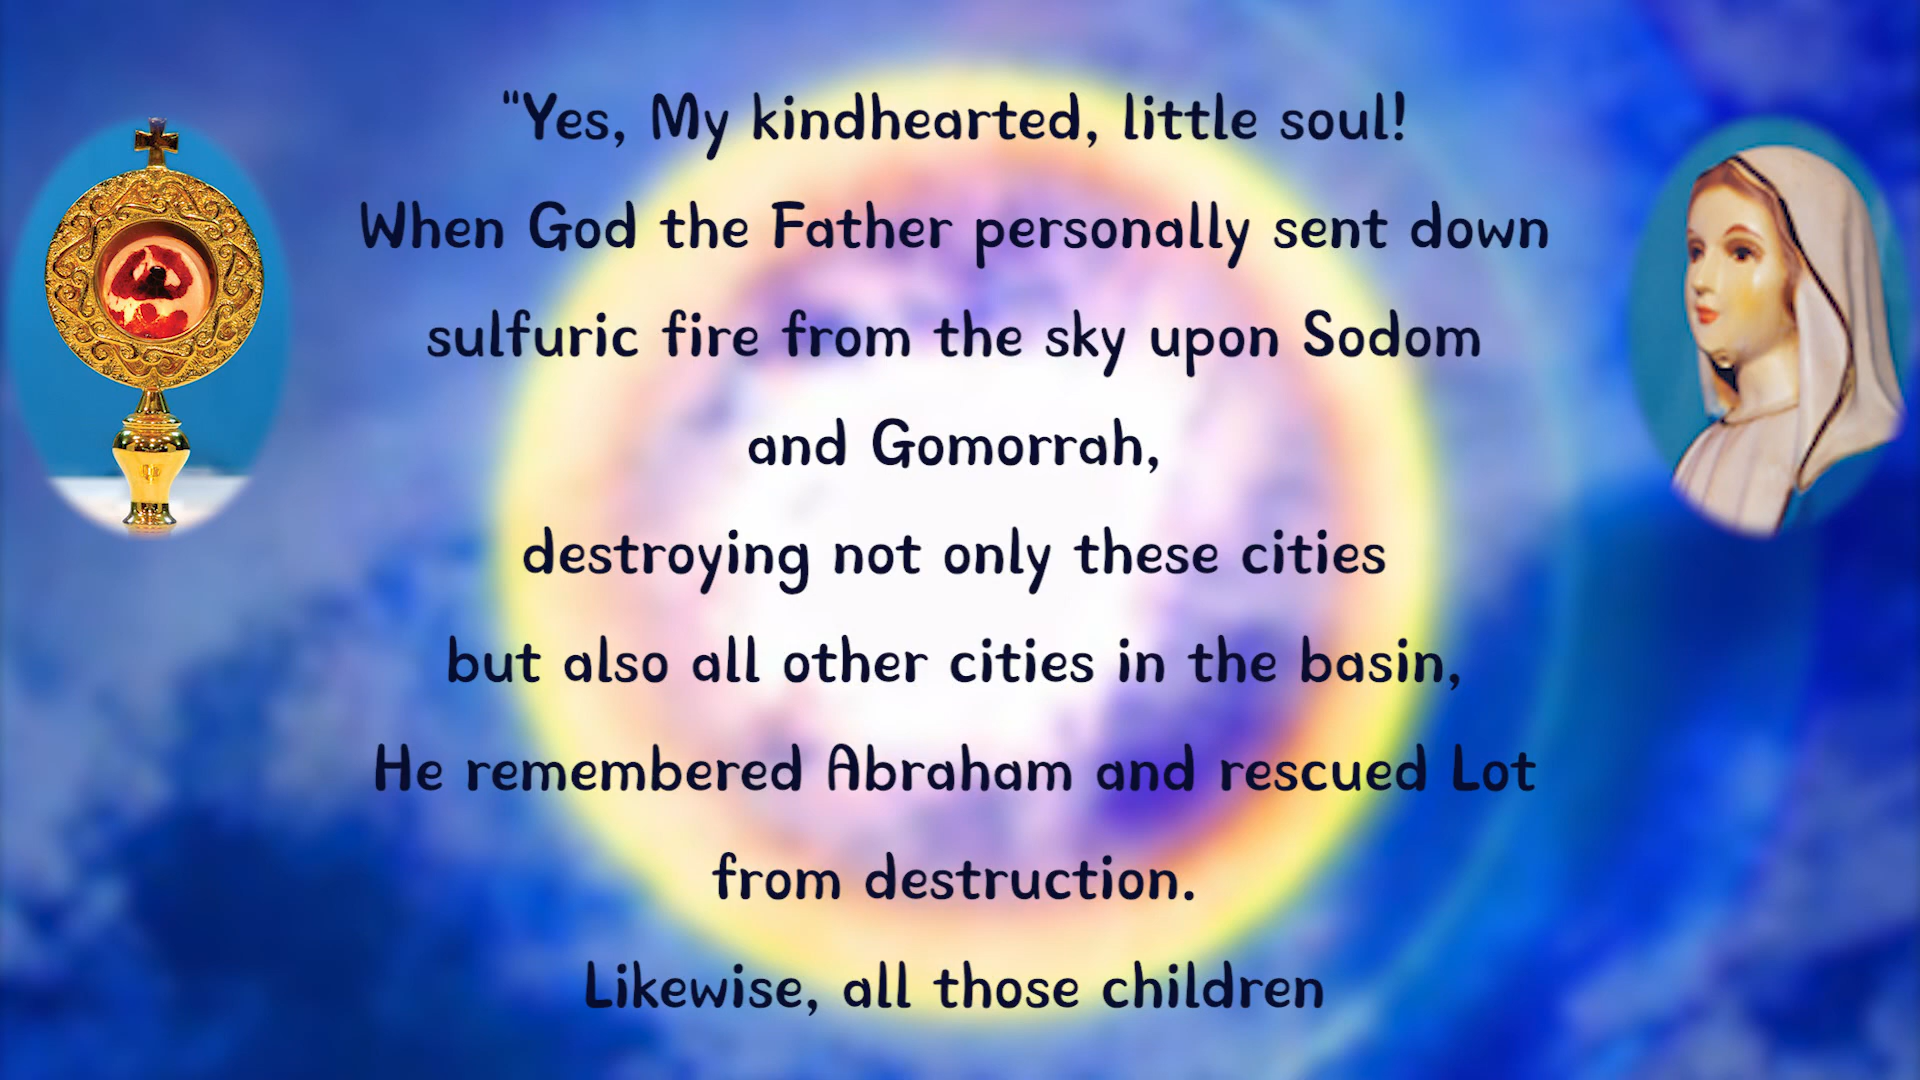 "Yes, My kindhearted, little soul!
When God the Father personally sent down
sulfuric fire from the sky upon Sodom
and Gomorrah,
destroying not only these cities
but also all other cities in the basin,
He remembered Abraham and rescued Lot
from destruction.
Likewise, all those children